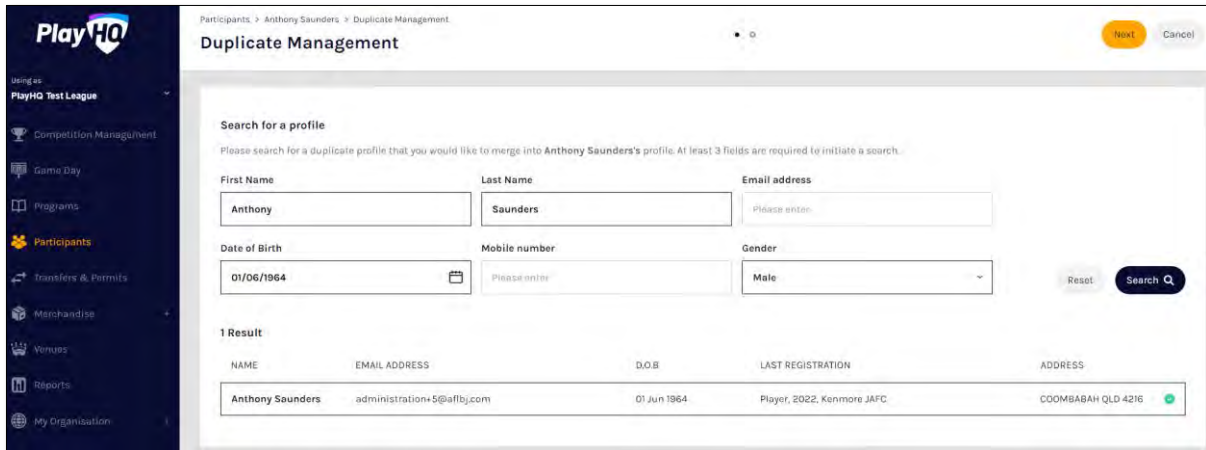 PlayHQ
Using as
PlayHQ Test League
Competition Management
Game Day
Programs
Participants
Transfers & Permits
Merchandise
Venues
Reports
My Organisation
Participants > Anthony Saunders > Duplicate Management
Duplicate Management
Next Cancel
Search for a profile
Please search for a duplicate profile that you would like to merge into Anthony Saunders's profile. At least 3 fields are required to initiate a search.
First Name Last Name Email address
Anthony Saunders Please enter
Date of Birth Mobile number Gender
01/06/1964 Please enter Male Reset Search
1 Result
NAME EMAIL ADDRESS D.O.B LAST REGISTRATION ADDRESS
Anthony Saunders administration+5@aflbj.com 01 Jun 1964 Player, 2022, Kenmore JAFC COOMBABAH QLD 4216